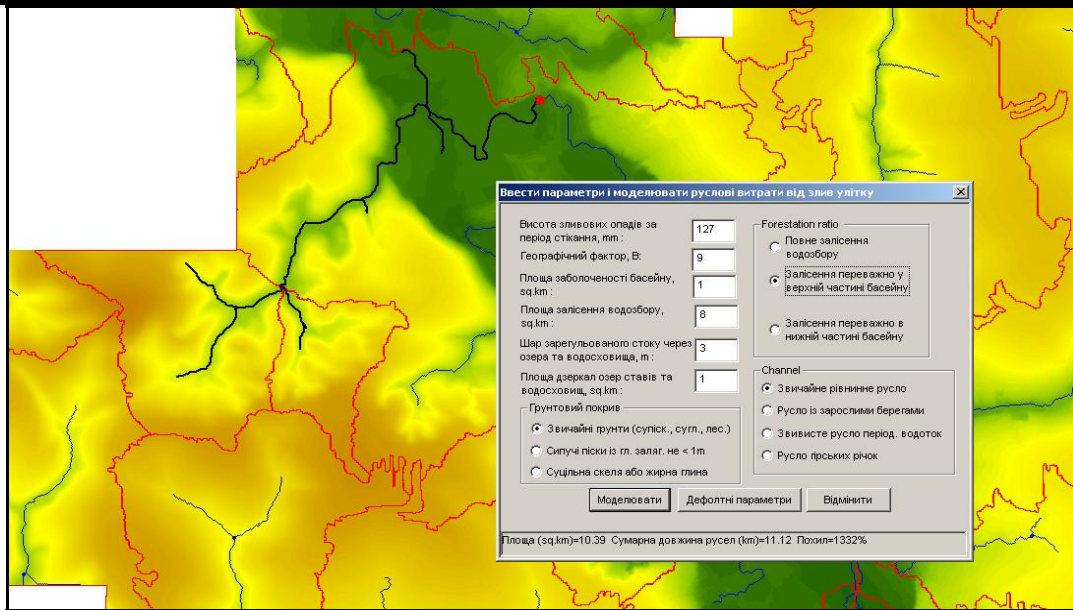 Ввести параметри і моделювати руслові витрати від злив улітку
Висота зливових опадів за
період стікання, mm :
127
Географічний фактор, В:
9
Площа заболоченості басейну,
sq.km :
1
Площа залісення водозбору,
sq.km :
8
Шар зарегульованого стоку через
озера та водосховища, m :
3
Площа дзеркал озер ставів та
водосховищ, sq.km :
1
Грунтовий покрив
Звичайні грунти (супіск., сугл., лес.)
Сипучі піски із гл. заляг. не < 1m
Суцільна скеля або жирна глина
Forestation ratio
Повне залісення
водозбору
Залісення переважно у
верхній частині басейну
Залісення переважно в
нижній частині басейну
Channel
Звичайне рівнинне русло
Русло із зарослими берегами
Звивисте русло період. водоток
Русло гірських річок
Моделювати
Дефолтні параметри
Відмінити
Площа (sq.km)=10.39 Сумарна довжина русел (km)=11.12 Похил=1332%